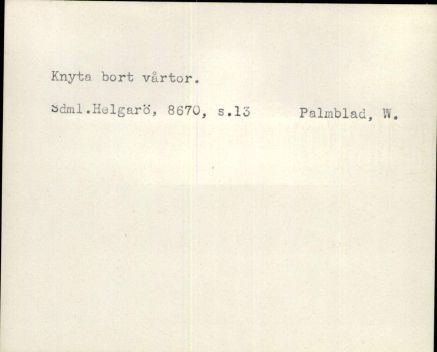 Knyta bort vårtor.
Sdml.Helgarö, 8670, s.13 Palmblad, W.